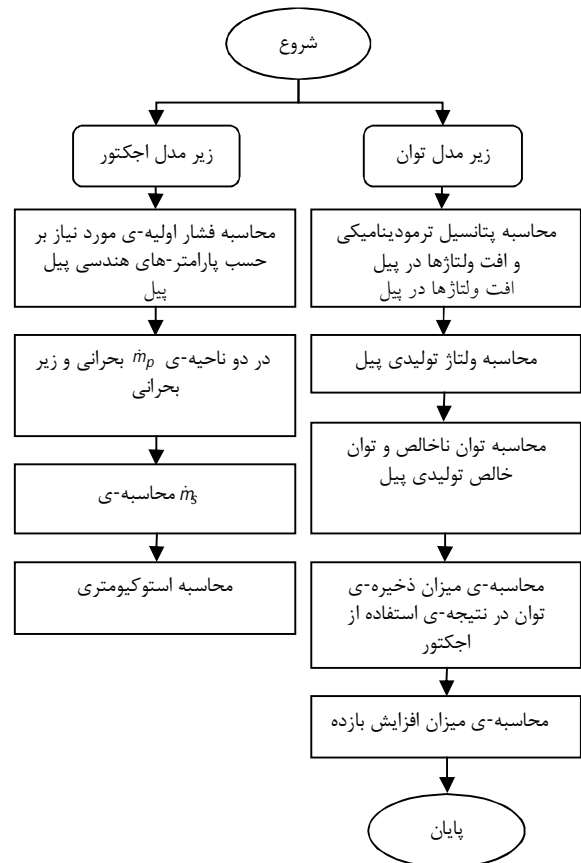 شروع
زیر مدل توان
زیر مدل اجکتور
محاسبه پتانسیل ترمودینامیکی
و افت ولتاژها در پیل
افت ولتاژها در پیل
محاسبه فشار اولیه-ی مورد نیاز بر
حسب پارامتر-های هندسی پیل
پیل
محاسبه ولتاژ تولیدی پیل
در دو ناحیه-ی ṁp بحرانی و زیر
بحرانی
محاسبه توان ناخالص و توان
خالص تولیدی پیل
ṁs محاسبه-ی
محاسبه-ی میزان ذخیره-ی
توان در نتیجه-ی استفاده از
اجکتور
محاسبه استوکیومتری
محاسبه-ی میزان افزایش بازده
پایان